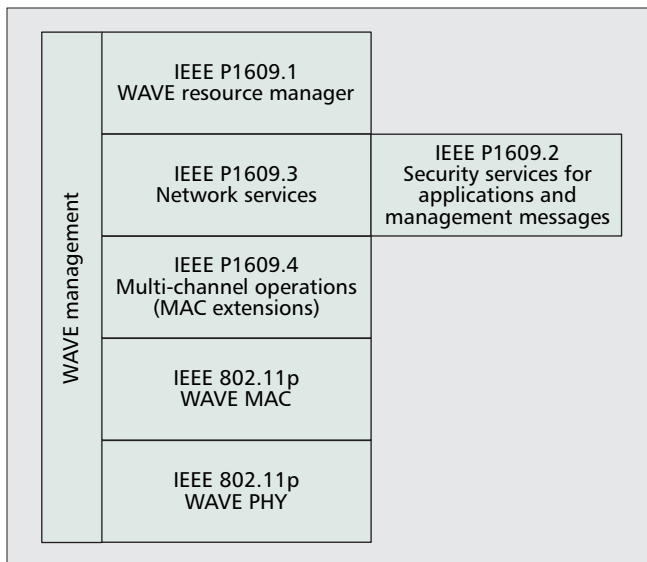 WAVE management
IEEE P1609.1
WAVE resource manager
IEEE P1609.3
Network services
IEEE P1609.2
Security services for
applications and
management messages
IEEE P1609.4
Multi-channel operations
(MAC extensions)
IEEE 802.11p
WAVE MAC
IEEE 802.11p
WAVE PHY